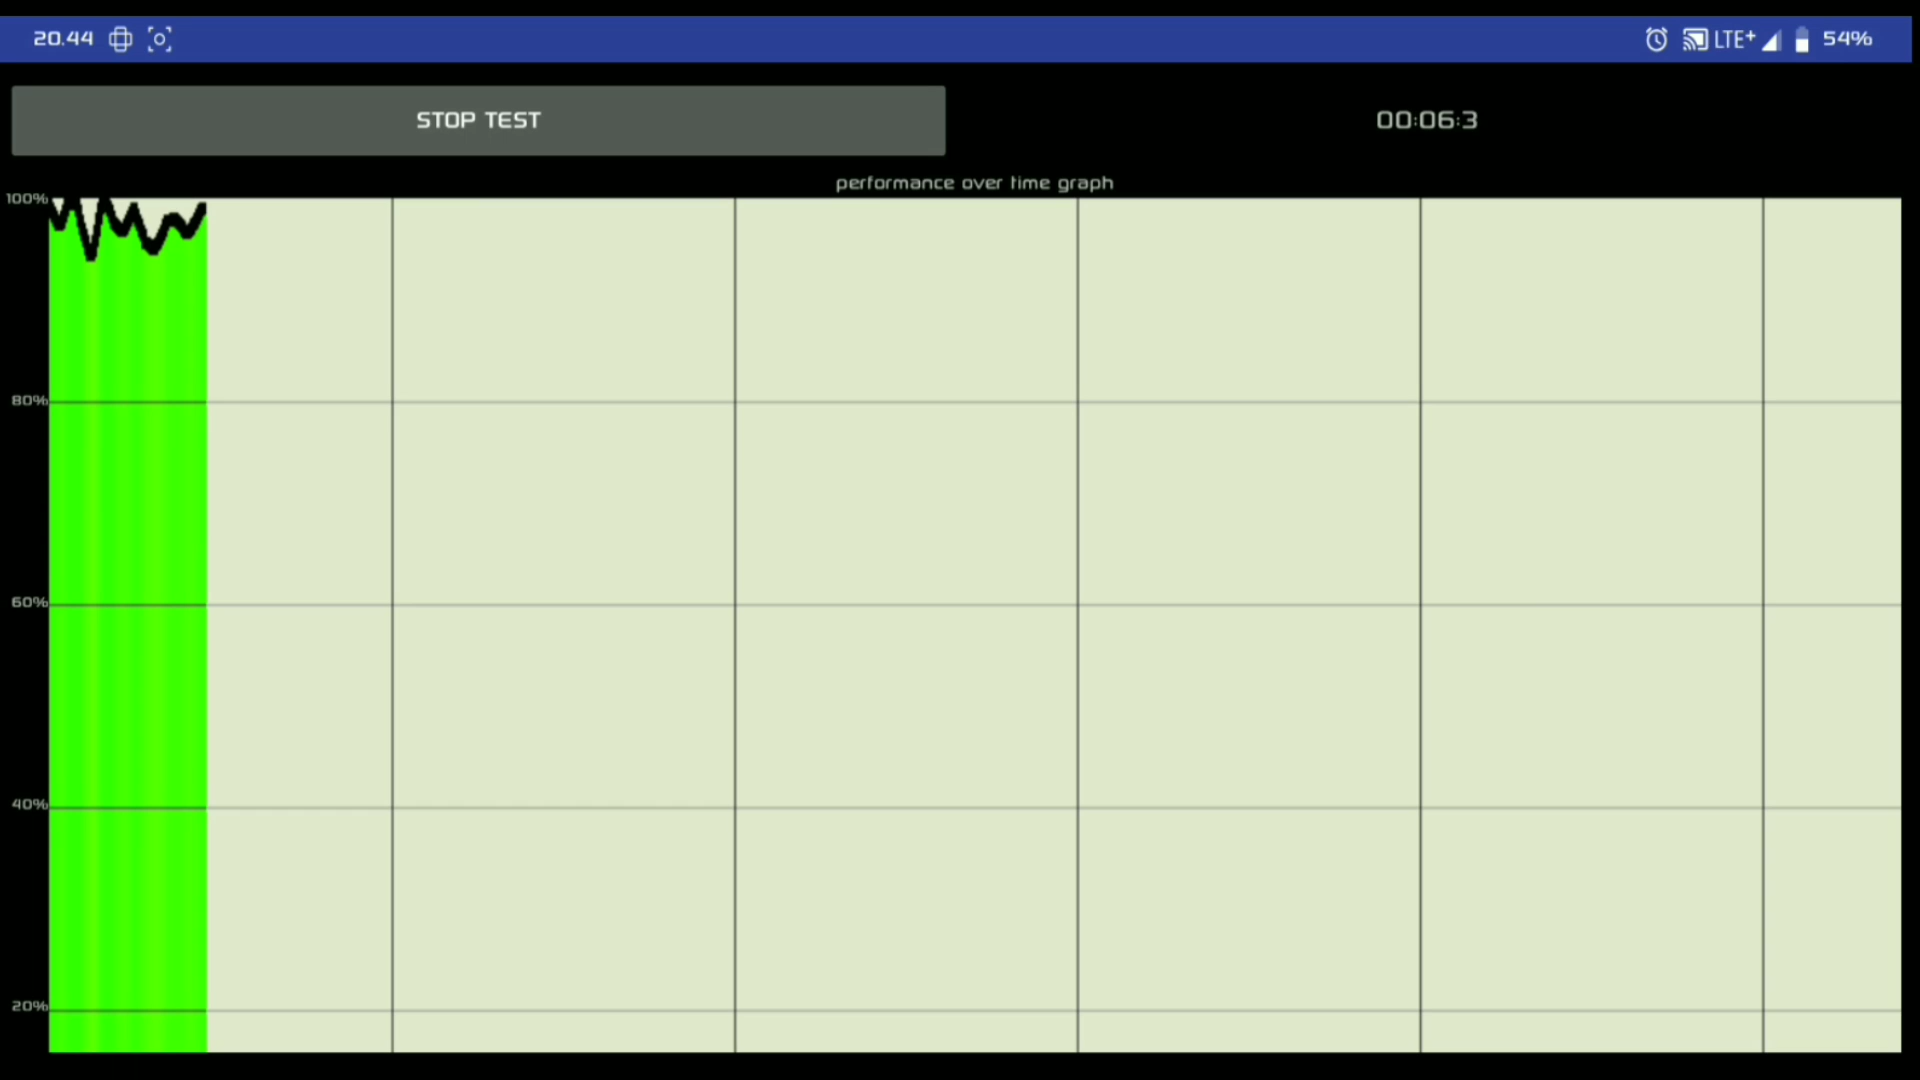 20.44 LTE+ 54%
STOP TEST 00:06:3
performance over time graph
100%
80%
60%
40%
20%